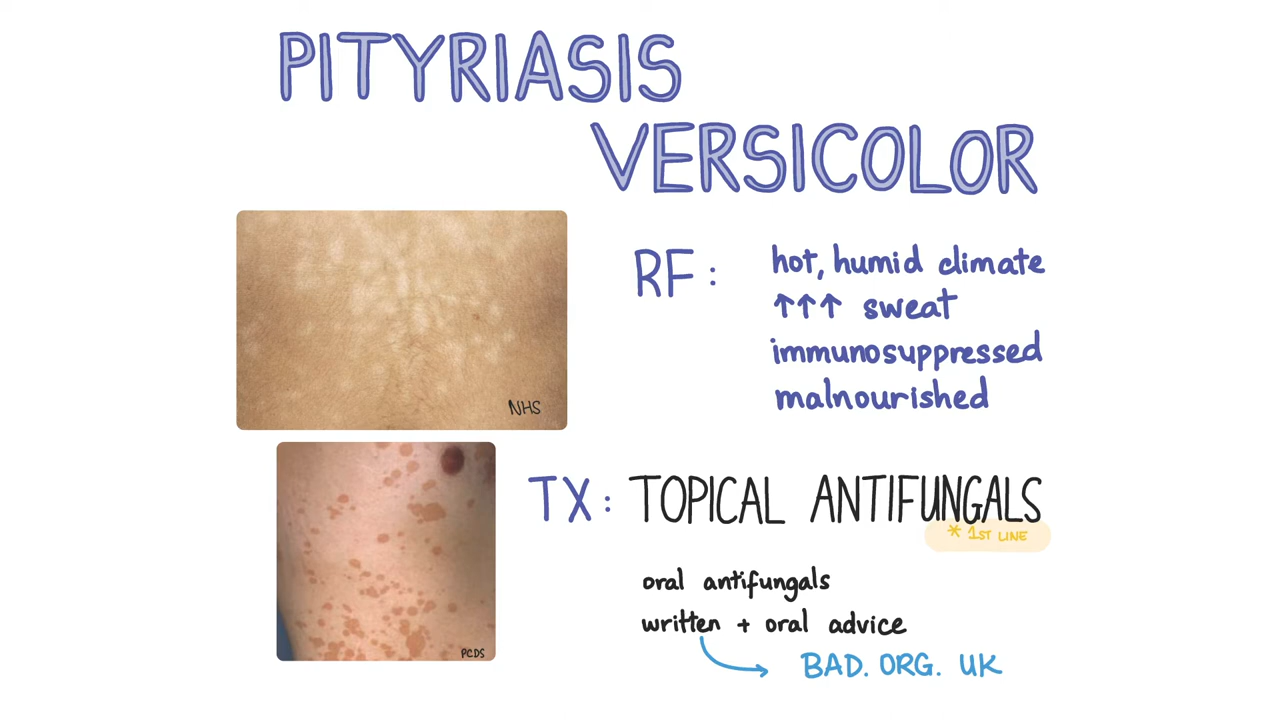 PITYRIASIS
VERSICOLOR
NHS
RF: hot, humid climate
↑↑↑ sweat
immunosuppressed
malnourished
PCDS
TX: TOPICAL ANTIFUNGALS
* 1ST LINE
oral antifungals
written + oral advice
BAD. ORG. UK